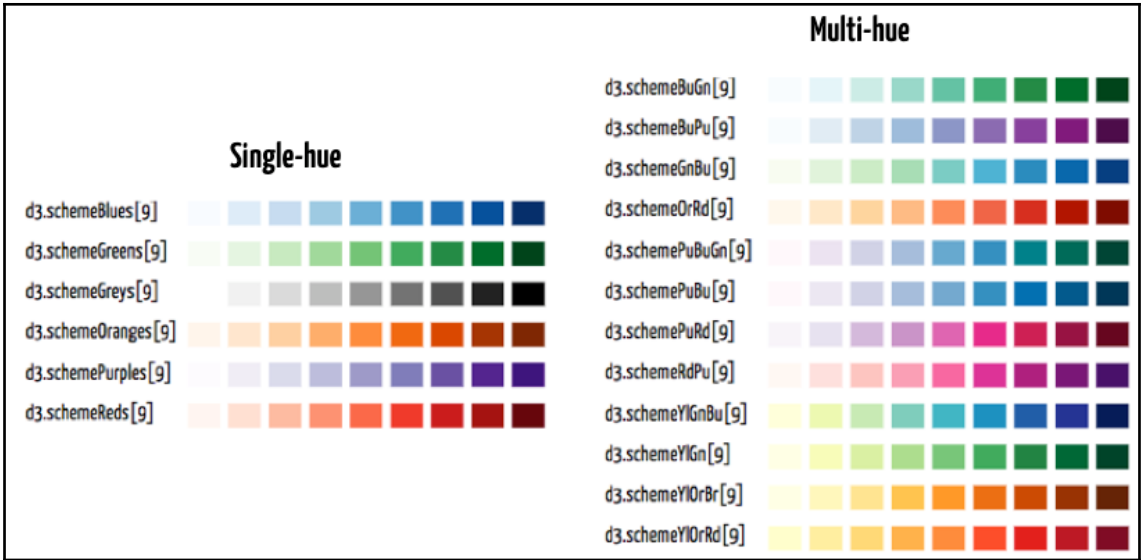 Single-hue
d3.schemeBlues[9]
d3.schemeGreens[9]
d3.schemeGreys[9]
d3.schemeOranges[9]
d3.schemePurples[9]
d3.schemeReds[9]
Multi-hue
d3.schemeBuGn[9]
d3.schemeBuPu[9]
d3.schemeGnBu[9]
d3.schemeOrRd[9]
d3.schemePuBuGn[9]
d3.schemePuBu[9]
d3.schemePuRd[9]
d3.schemeRdPu[9]
d3.schemeYlGnBu[9]
d3.schemeYlGn[9]
d3.schemeYlOrBr[9]
d3.schemeYlOrRd[9]